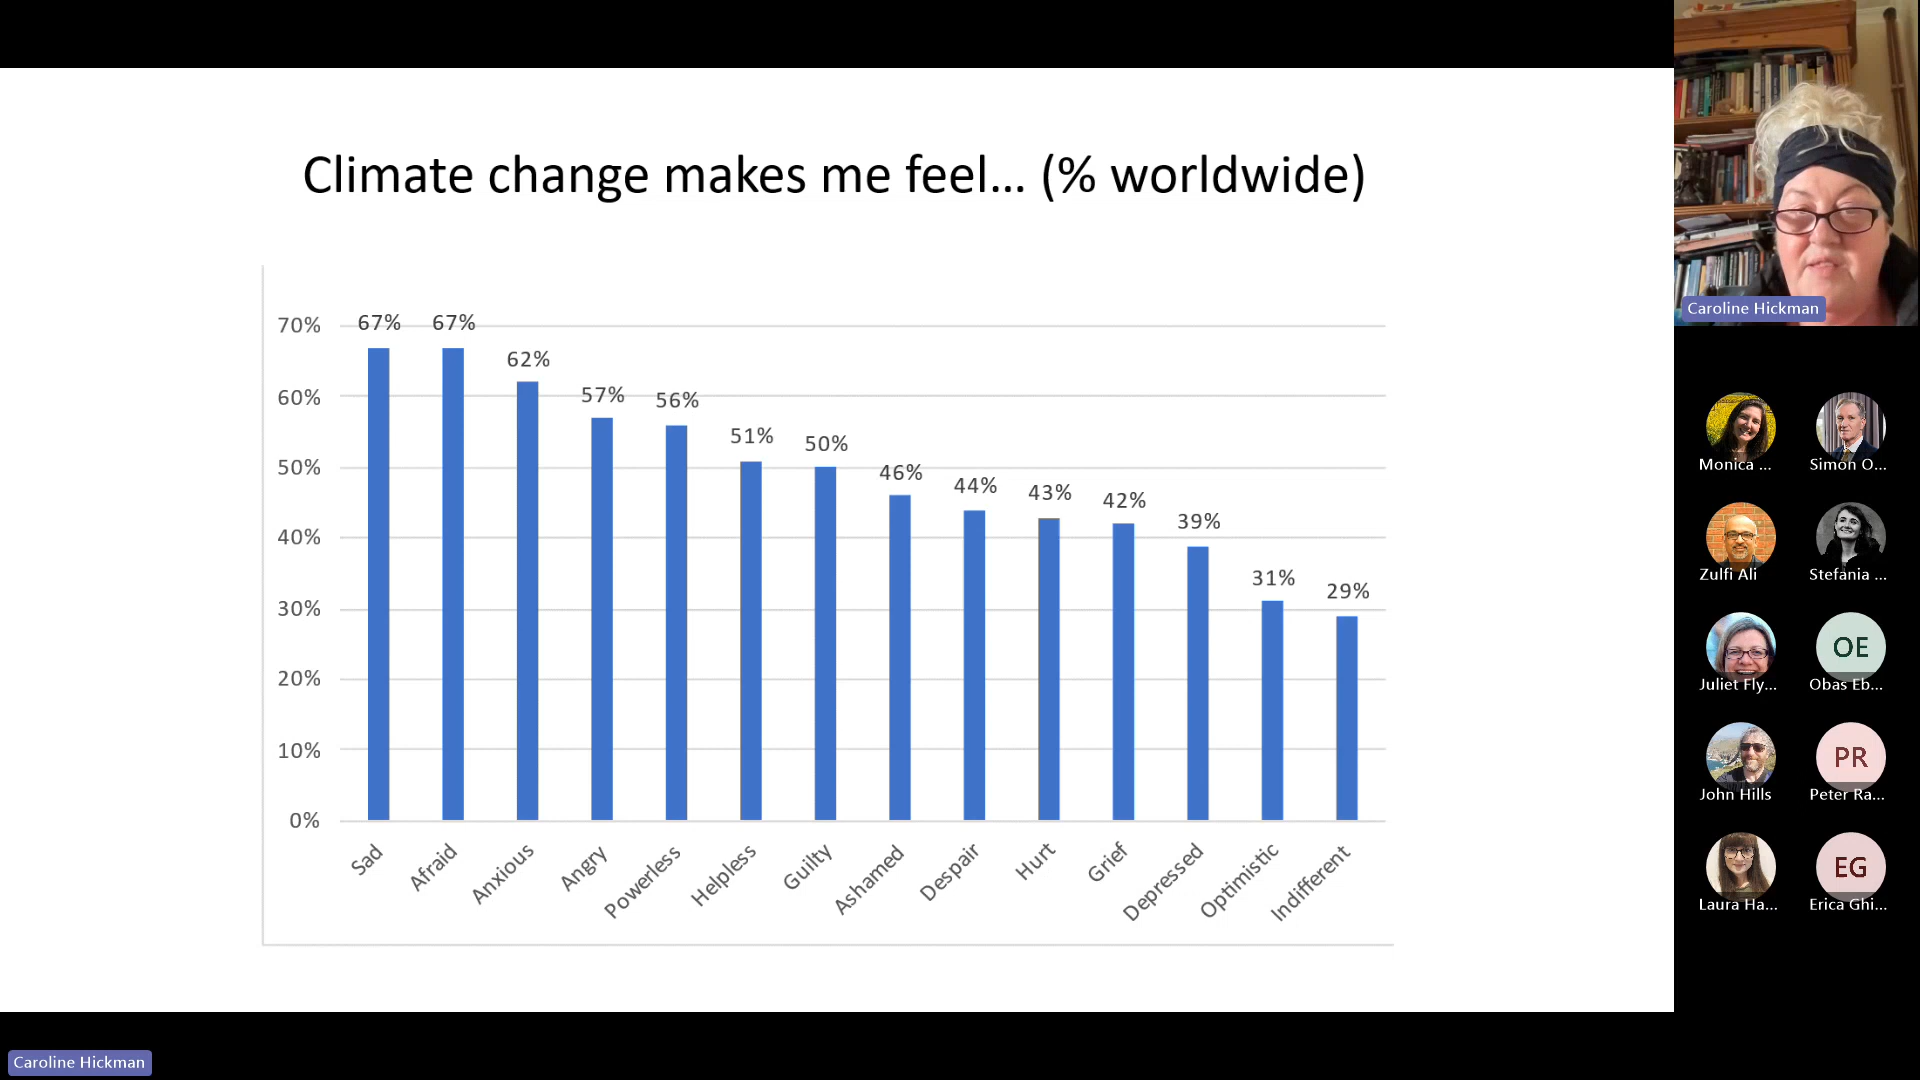 Climate change makes me feel... (% worldwide)
70%
60%
50%
40%
30%
20%
10%
0%
67%
67%
62%
57%
56%
51%
50%
46%
44%
43%
42%
39%
31%
29%
Sad
Afraid
Anxious
Angry
Powerless
Helpless
Guilty
Ashamed
Despair
Hurt
Grief
Depressed
Optimistic
Indifferent
Caroline Hickman
Monica ...
Simon O...
Zulfi Ali
Stefania ...
Juliet Fly...
OE
Obas Eb...
John Hills
PR
Peter Ra...
Laura Ha...
EG
Erica Ghi...
Caroline Hickman